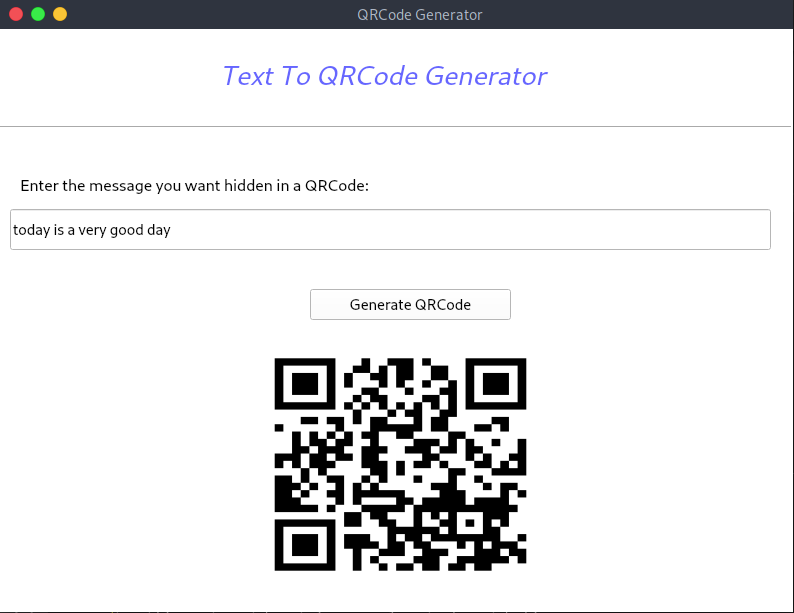 QRCode Generator
Text To QRCode Generator
Enter the message you want hidden in a QRCode:
today is a very good day
Generate QRCode